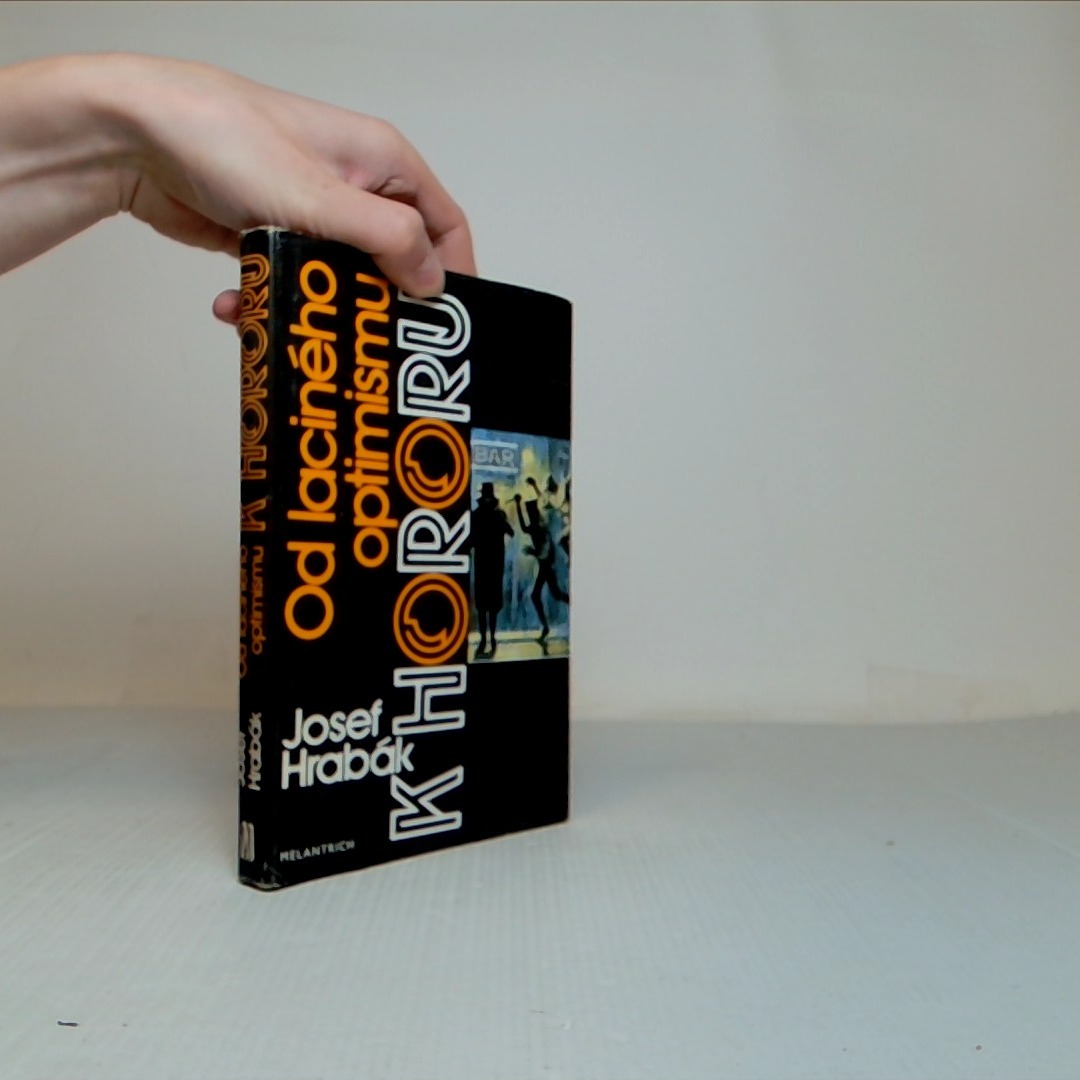 Od laciného
optimismu
K HORORU
Josef
Hrabák
MELANTRICH
BAR
Josef
Hrabák
Od laciného
optimismu
K HORORU